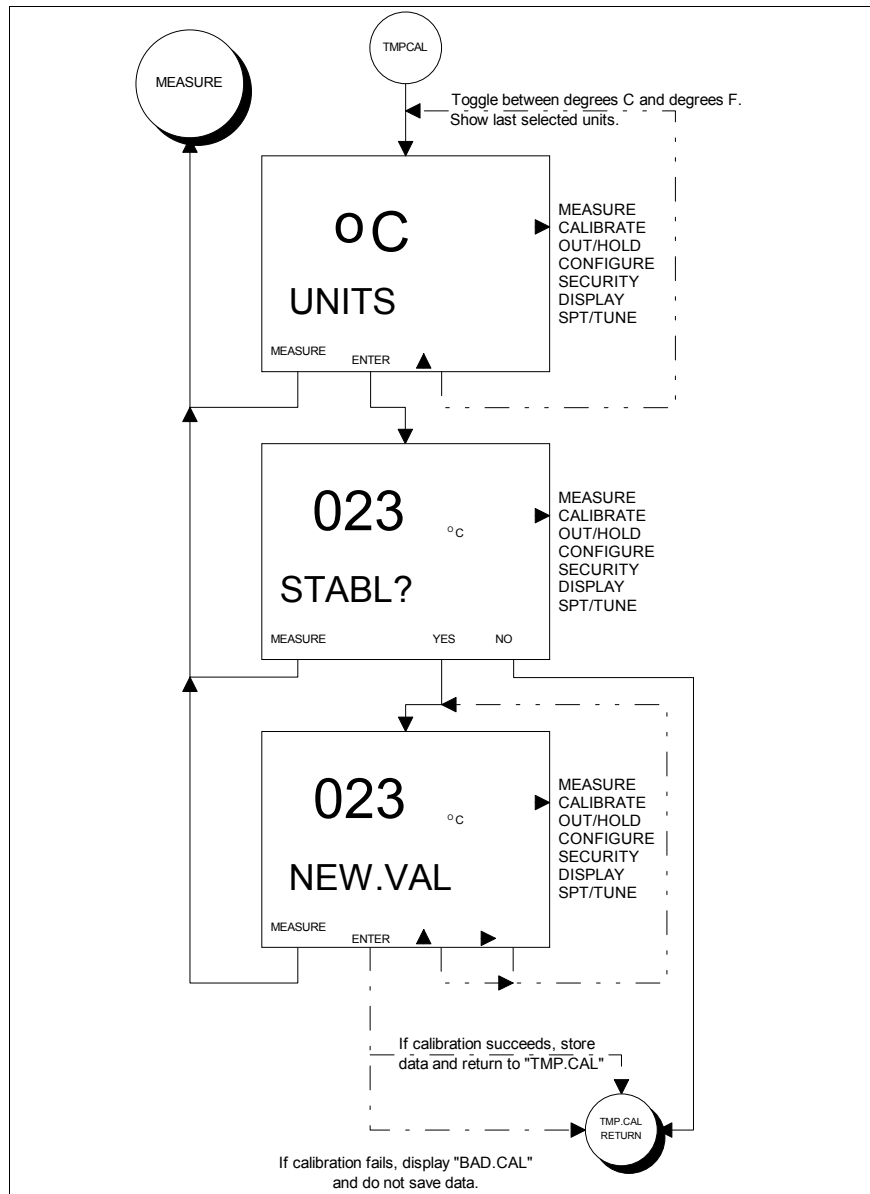 TMPCAL
MEASURE
Toggle between degrees C and degrees F.
Show last selected units.
oC
UNITS
MEASURE
ENTER
MEASURE
CALIBRATE
OUT/HOLD
CONFIGURE
SECURITY
DISPLAY
SPT/TUNE
023
oC
STABL?
MEASURE
YES
NO
MEASURE
CALIBRATE
OUT/HOLD
CONFIGURE
SECURITY
DISPLAY
SPT/TUNE
023
oC
NEW.VAL
MEASURE
ENTER
MEASURE
CALIBRATE
OUT/HOLD
CONFIGURE
SECURITY
DISPLAY
SPT/TUNE
If calibration succeeds, store
data and return to "TMP.CAL"
TMP.CAL
RETURN
If calibration fails, display "BAD.CAL"
and do not save data.